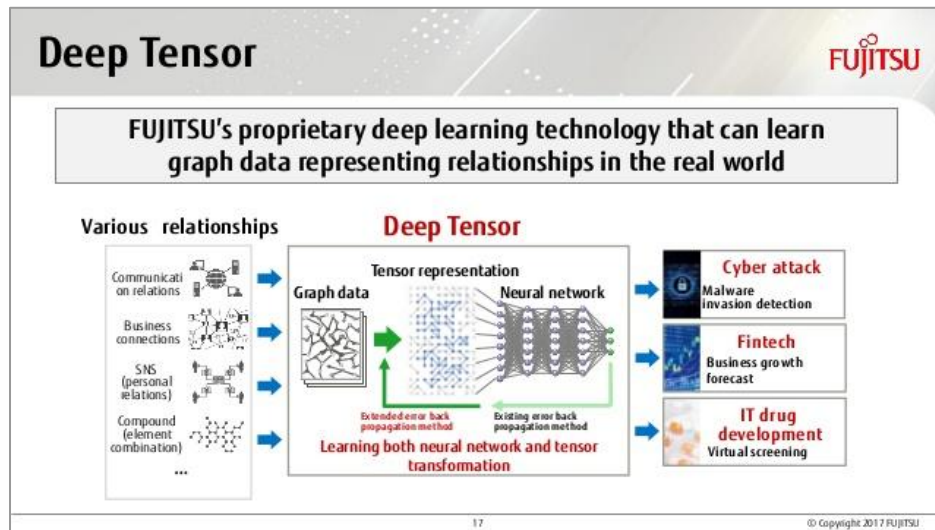 Deep Tensor
FUJITSU
FUJITSU's proprietary deep learning technology that can learn
graph data representing relationships in the real world
Various relationships
Communicati
on relations
Business
connections
SNS
(personal
relations)
Compound
(element
combination)
...
Deep Tensor
Tensor representation
Graph data
Neural network
Extended error back
propagation method
Existing error back
propagation method
Learning both neural network and tensor
transformation
Cyber attack
Malware
invasion detection
Fintech
Business growth
forecast
IT drug
development
Virtual screening
17
© Copyright 2017 FUJITSU